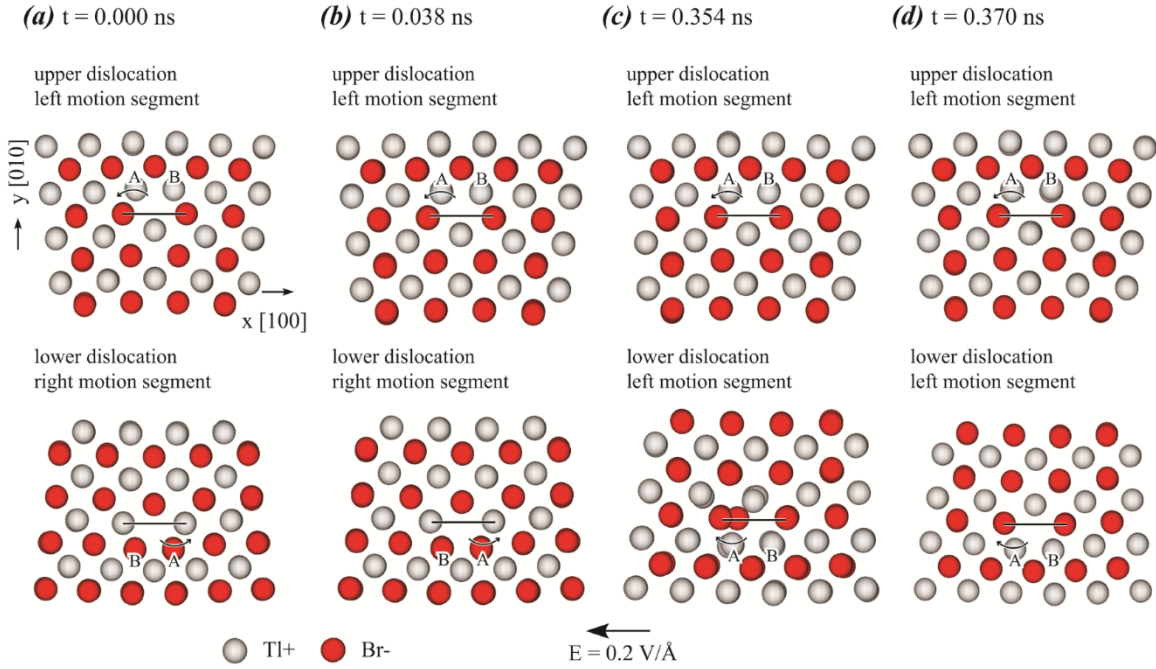 (a) t = 0.000 ns
(b) t = 0.038 ns
(c) t = 0.354 ns
(d) t = 0.370 ns
upper dislocation
left motion segment
upper dislocation
left motion segment
upper dislocation
left motion segment
upper dislocation
left motion segment
A B
A B
A B
A B
y [010]
x [100]
lower dislocation
right motion segment
lower dislocation
right motion segment
lower dislocation
left motion segment
lower dislocation
left motion segment
B A
B A
A B
A B
Tl+ Br-
E = 0.2 V/Å